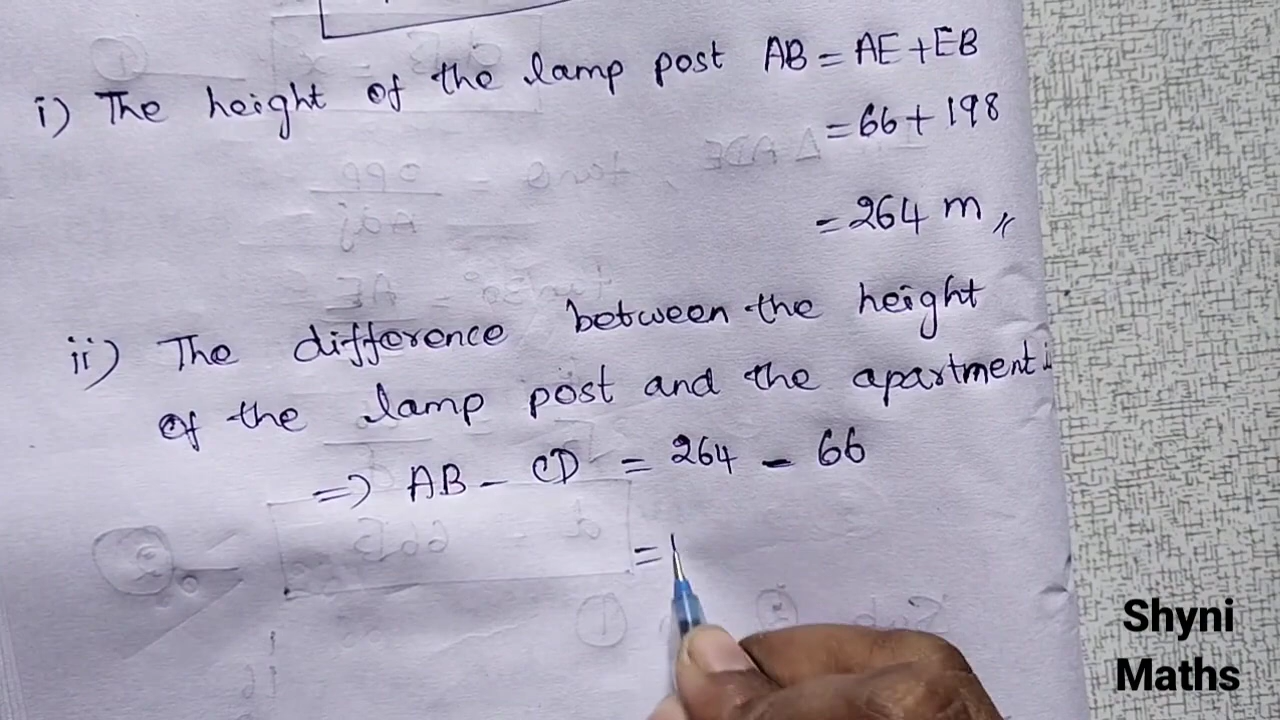 i) The height of the lamp post AB = AE + EB
= 66 + 198
= 264 m //
ii) The difference between the height
of the lamp post and the apartment
=> AB - CD = 264 - 66
=
Shyni
Maths